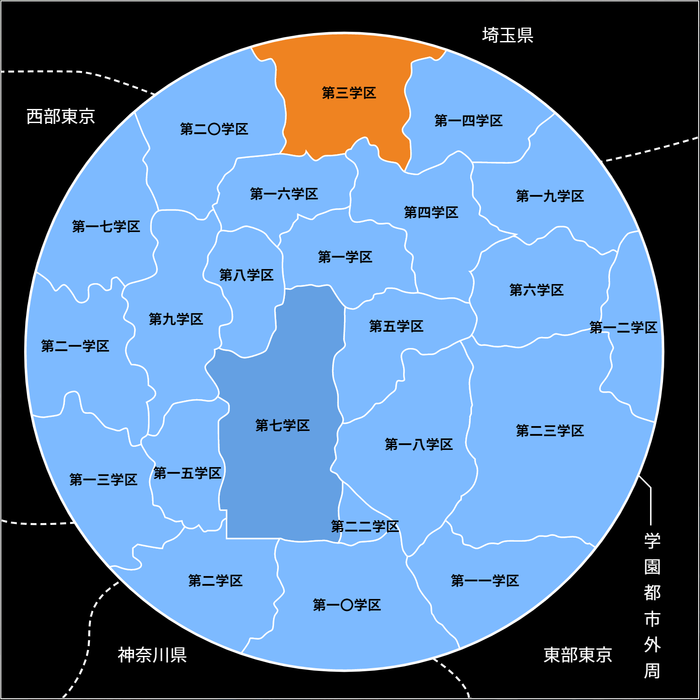 埼玉県
第三学区
西部東京
第一四学区
第二〇学区
第一六学区
第一九学区
第四学区
第一七学区
第一学区
第八学区
第六学区
第九学区
第五学区
第一二学区
第二一学区
第七学区
第二三学区
第一八学区
第一五学区
第一三学区
第二二学区
学園都市外周
第二学区
第一一学区
第一〇学区
神奈川県
東部東京